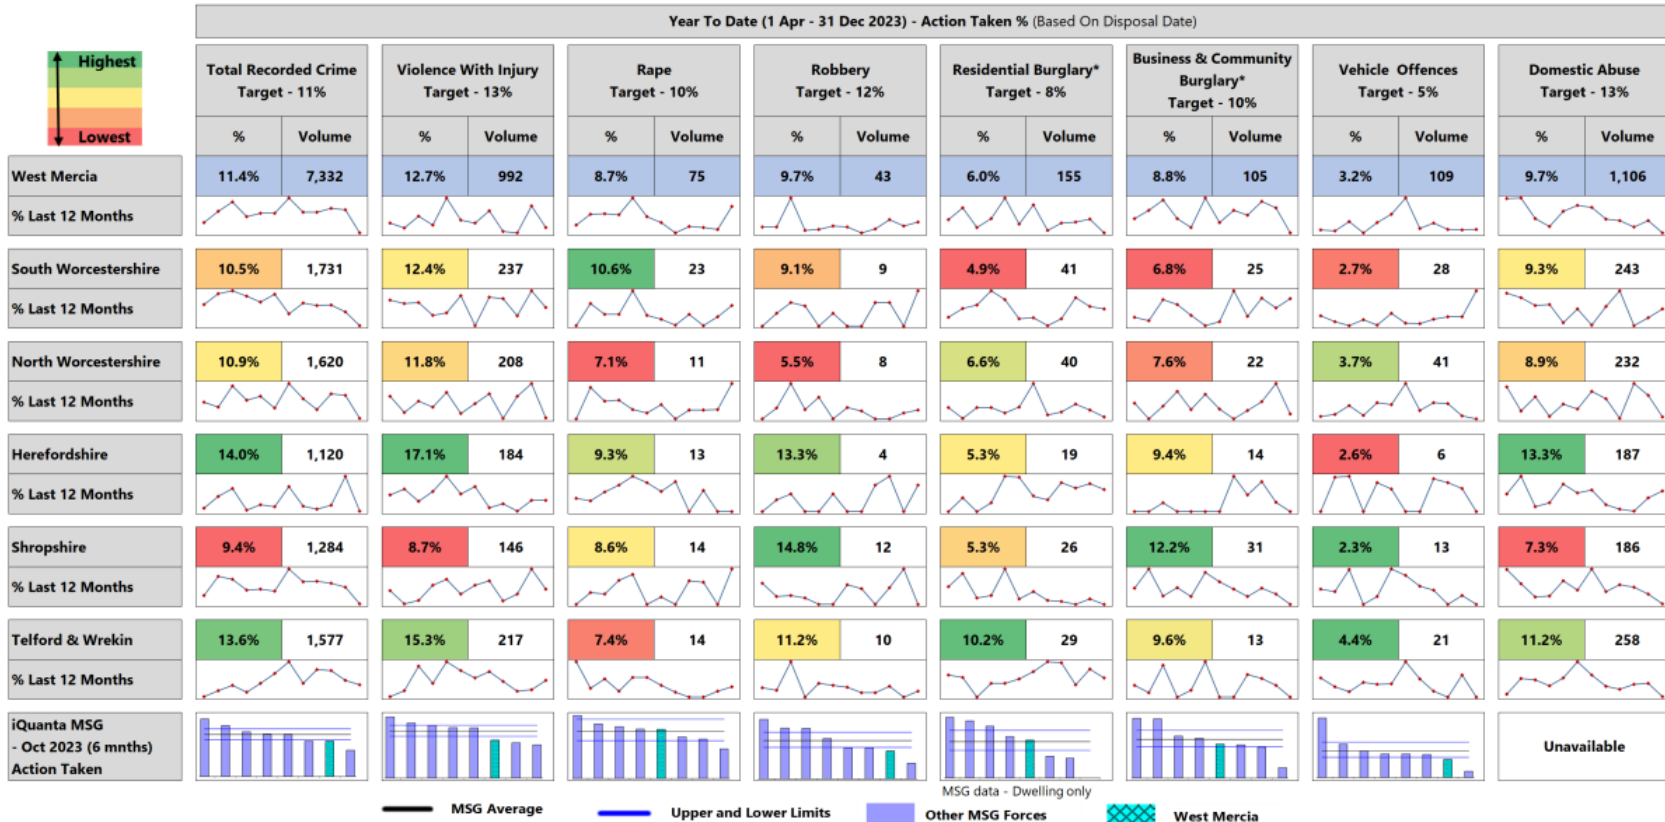 Year To Date (1 Apr - 31 Dec 2023) - Action Taken % (Based On Disposal Date)
Highest
Lowest
Total Recorded Crime
Target - 11%
Violence With Injury
Target - 13%
Rape
Target - 10%
Robbery
Target - 12%
Residential Burglary*
Target - 8%
Business & Community
Burglary*
Target - 10%
Vehicle Offences
Target - 5%
Domestic Abuse
Target - 13%
% Volume % Volume % Volume % Volume % Volume % Volume % Volume % Volume
West Mercia 11.4% 7,332 12.7% 992 8.7% 75 9.7% 43 6.0% 155 8.8% 105 3.2% 109 9.7% 1,106
% Last 12 Months
South Worcestershire 10.5% 1,731 12.4% 237 10.6% 23 9.1% 9 4.9% 41 6.8% 25 2.7% 28 9.3% 243
% Last 12 Months
North Worcestershire 10.9% 1,620 11.8% 208 7.1% 11 5.5% 8 6.6% 40 7.6% 22 3.7% 41 8.9% 232
% Last 12 Months
Herefordshire 14.0% 1,120 17.1% 184 9.3% 13 13.3% 4 5.3% 19 9.4% 14 2.6% 6 13.3% 187
% Last 12 Months
Shropshire 9.4% 1,284 8.7% 146 8.6% 14 14.8% 12 5.3% 26 12.2% 31 2.3% 13 7.3% 186
% Last 12 Months
Telford & Wrekin 13.6% 1,577 15.3% 217 7.4% 14 11.2% 10 10.2% 29 9.6% 13 4.4% 21 11.2% 258
% Last 12 Months
iQuanta MSG
- Oct 2023 (6 mnths)
Action Taken
Unavailable
MSG data - Dwelling only
MSG Average
Upper and Lower Limits
Other MSG Forces
West Mercia